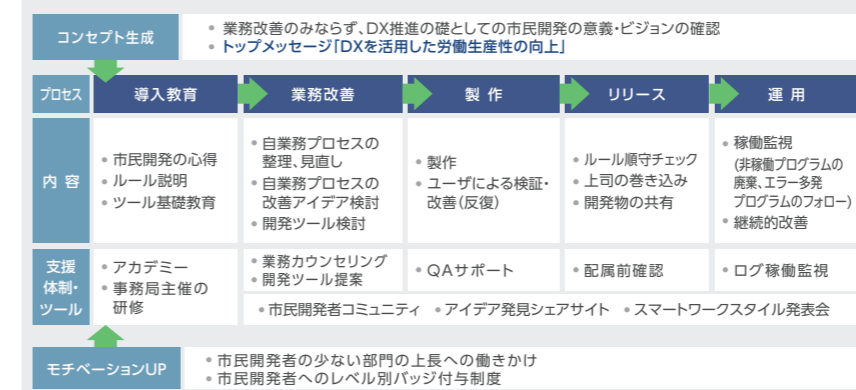 コンセプト生成
• 業務改善のみならず、DX推進の礎としての市民開発の意義・ビジョンの確認
• トップメッセージ「DXを活用した労働生産性の向上」
プロセス
導入教育
業務改善
製 作
リリース
運 用
内 容
• 市民開発の心得
• ルール説明
• ツール基礎教育
• 自業務プロセスの
整理、見直し
• 自業務プロセスの
改善アイデア検討
• 開発ツール検討
• 製作
• ユーザによる検証・
改善(反復)
• ルール順守チェック
• 上司の巻き込み
• 開発物の共有
• 稼働監視
(非稼働プログラムの
廃棄、エラー多発
プログラムのフォロー)
• 継続的改善
支援
体制・
ツール
• アカデミー
• 事務局主催の
研修
• 業務カウンセリング
• 開発ツール提案
• QAサポート
• 配属前確認
• ログ稼働監視
• 市民開発者コミュニティ • アイデア発見シェアサイト • スマートワークスタイル発表会
モチベーションUP
• 市民開発者の少ない部門の上長への働きかけ
• 市民開発者へのレベル別バッジ付与制度